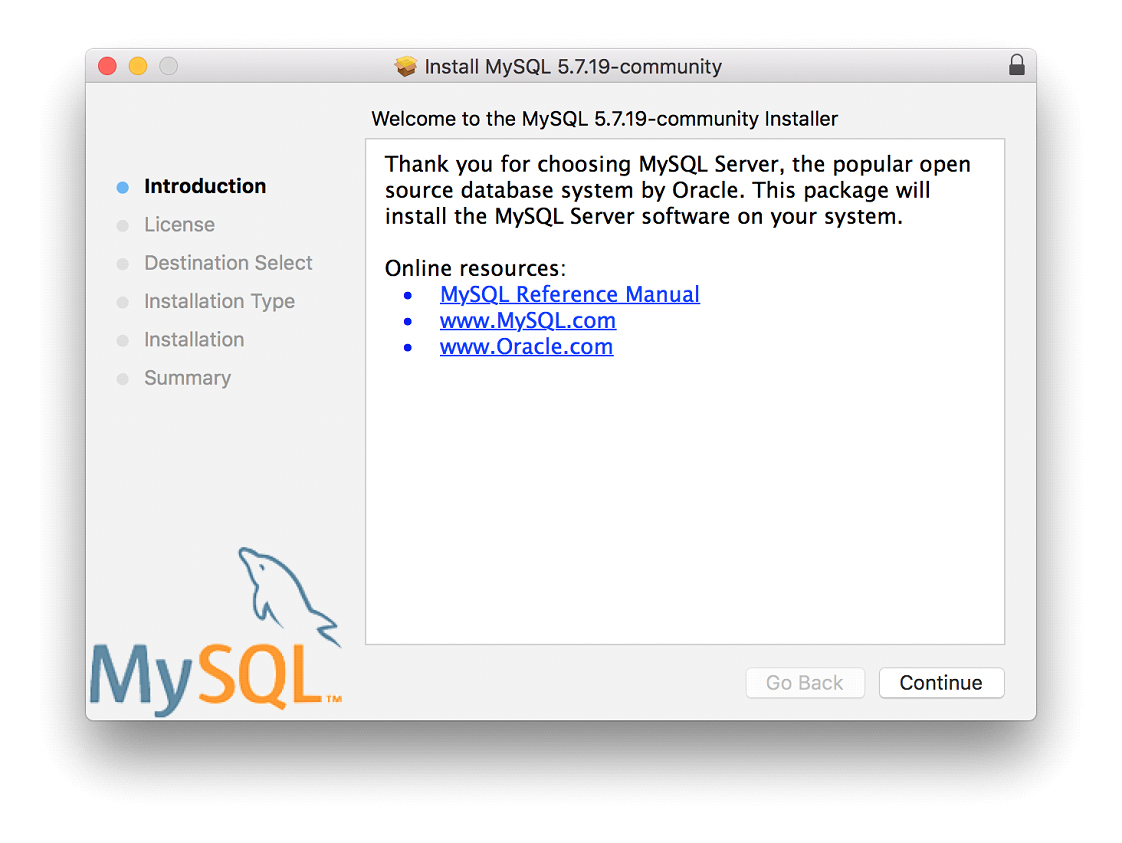 Install MySQL 5.7.19-community
Welcome to the MySQL 5.7.19-community Installer
Introduction
License
Destination Select
Installation Type
Installation
Summary
Thank you for choosing MySQL Server, the popular open
source database system by Oracle. This package will
install the MySQL Server software on your system.
Online resources:
• MySQL Reference Manual
• www.MySQL.com
• www.Oracle.com
MySQL™
Go Back
Continue